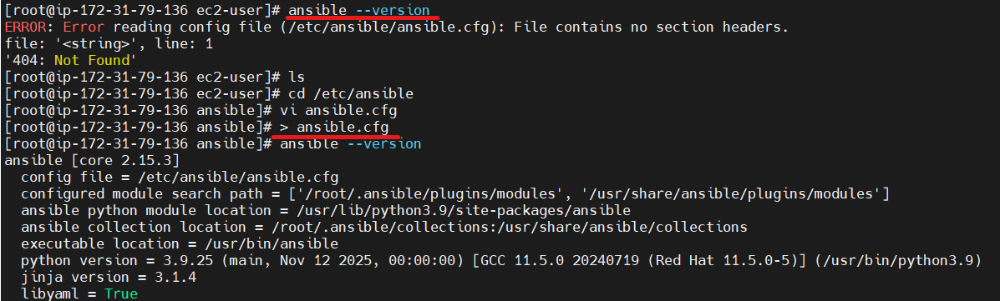 [root@ip-172-31-79-136 ec2-user]# ansible --version
ERROR: Error reading config file (/etc/ansible/ansible.cfg): File contains no section headers.
file: '<string>', line: 1
'404: Not Found'
[root@ip-172-31-79-136 ec2-user]# ls
[root@ip-172-31-79-136 ec2-user]# cd /etc/ansible
[root@ip-172-31-79-136 ansible]# vi ansible.cfg
[root@ip-172-31-79-136 ansible]# > ansible.cfg
[root@ip-172-31-79-136 ansible]# ansible --version
ansible [core 2.15.3]
  config file = /etc/ansible/ansible.cfg
  configured module search path = ['/root/.ansible/plugins/modules', '/usr/share/ansible/plugins/modules']
  ansible python module location = /usr/lib/python3.9/site-packages/ansible
  ansible collection location = /root/.ansible/collections:/usr/share/ansible/collections
  executable location = /usr/bin/ansible
  python version = 3.9.25 (main, Nov 12 2025, 00:00:00) [GCC 11.5.0 20240719 (Red Hat 11.5.0-5)] (/usr/bin/python3.9)
  jinja version = 3.1.4
  libyaml = True